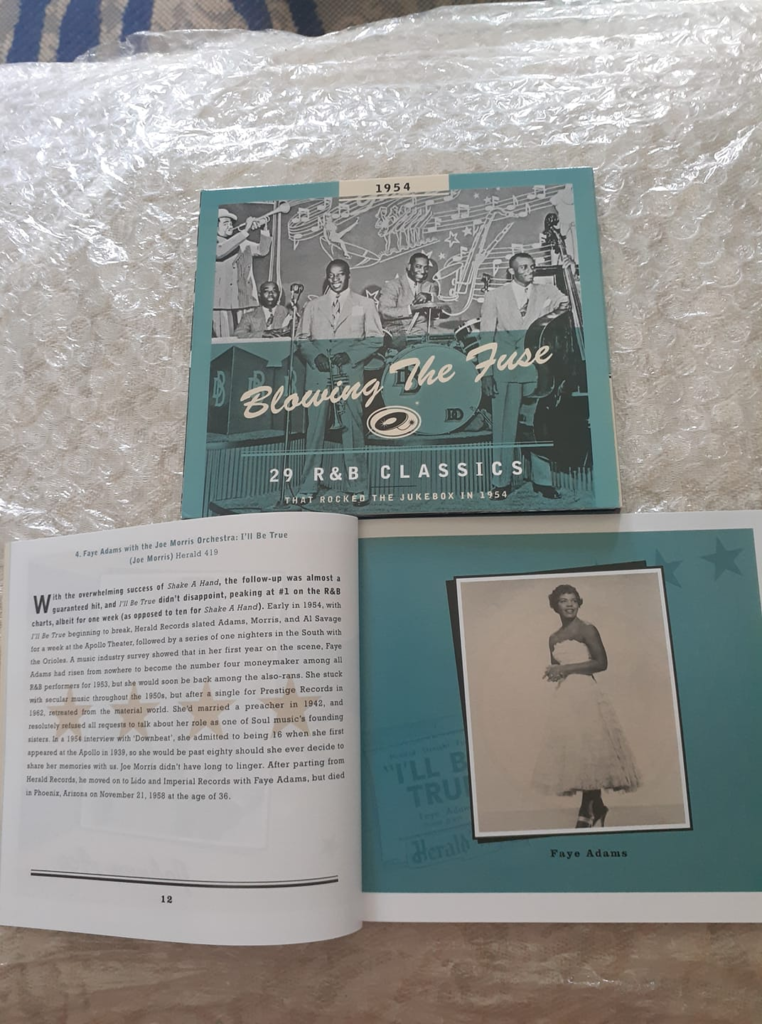 1954
B
D B
D
Blowing The Fuse
29 R&B CLASSICS
THAT ROCKED THE JUKEBOX IN 1954
4. Faye Adams with the Joe Morris Orchestra: I'll Be True
(Joe Morris) Herald 419
With the overwhelming success of Shake A Hand, the follow-up was almost a
guaranteed hit, and I'll Be True didn't disappoint, peaking at #1 on the R&B
charts, albeit for one week (as opposed to ten for Shake A Hand). Early in 1954, with
I'll Be True beginning to break, Herald Records slated Adams, Morris, and Al Savage
for a week at the Apollo Theater, followed by a series of one nighters in the South with
the Orioles. A music industry survey showed that in her first year on the scene, Faye
Adams had risen from nowhere to become the number four moneymaker among all
R&B performers for 1953, but she would soon be back among the also-rans. She stuck
with secular music throughout the 1950s, but after a single for Prestige Records in
1962, retreated from the material world. She'd married a preacher in 1942, and
resolutely refused all requests to talk about her role as one of Soul music's founding
sisters. In a 1954 interview with 'Downbeat', she admitted to being 16 when she first
appeared at the Apollo in 1939, so she would be past eighty should she ever decide to
share her memories with us. Joe Morris didn't have long to linger. After parting from
Herald Records, he moved on to Lido and Imperial Records with Faye Adams, but died
in Phoenix, Arizona on November 21, 1958 at the age of 36.
12
"I'LL B
TRU
Herald
Faye Adams